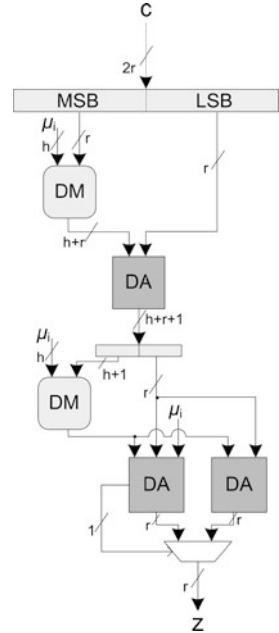 C
2r
MSB LSB
μi
h r
r
DM
h+r
DA
h+r+1
μi
h
h+1
r
DM
μi
DA DA
1
r r
r
Z